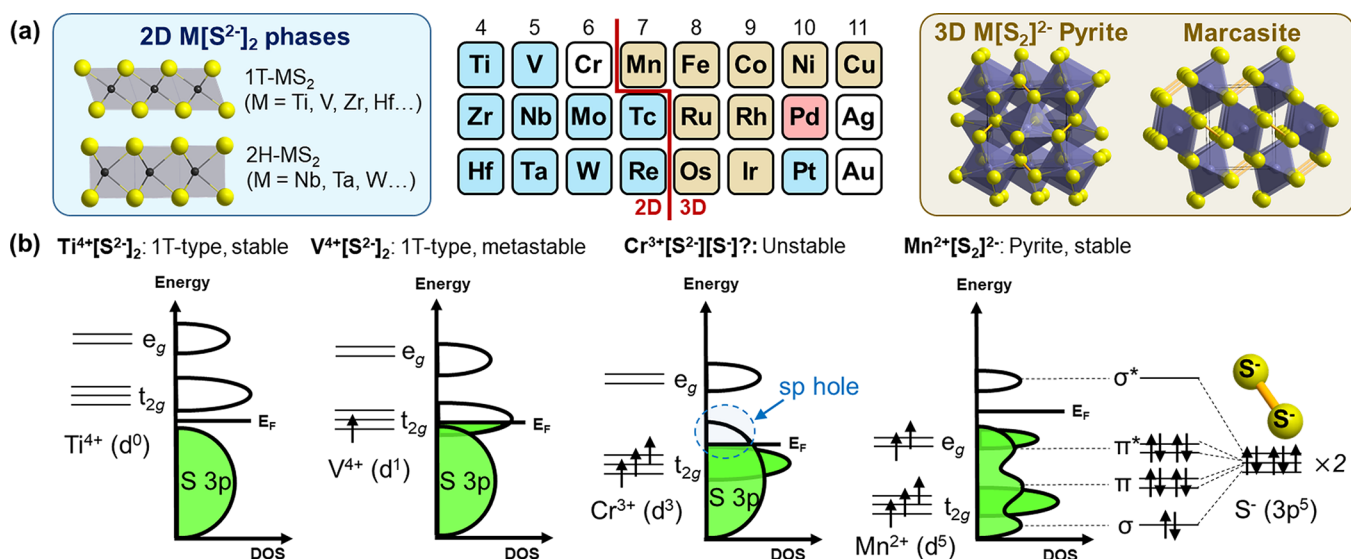 (a)
2D M[S²⁻]₂ phases
1T-MS₂
(M = Ti, V, Zr, Hf...)
2H-MS₂
(M = Nb, Ta, W...)
4 5 6 7 8 9 10 11
Ti V Cr Mn Fe Co Ni Cu
Zr Nb Mo Tc Ru Rh Pd Ag
Hf Ta W Re Os Ir Pt Au
2D 3D
3D M[S₂]²⁻ Pyrite
Marcasite
(b)
Ti⁴⁺[S²⁻]₂: 1T-type, stable
Energy
e_g
t₂g
E_F
Ti⁴⁺ (d⁰)
S 3p
DOS
V⁴⁺[S²⁻]₂: 1T-type, metastable
Energy
e_g
t₂g
E_F
V⁴⁺ (d¹)
S 3p
DOS
Cr³⁺[S²⁻][S⁻]?: Unstable
Energy
e_g
sp hole
E_F
t₂g
Cr³⁺ (d³)
S 3p
DOS
Mn²⁺[S₂]²⁻: Pyrite, stable
Energy
E_F
e_g
t₂g
Mn²⁺ (d⁵)
DOS
σ*
π*
π
σ
S⁻
S⁻
×2
S⁻ (3p⁵)